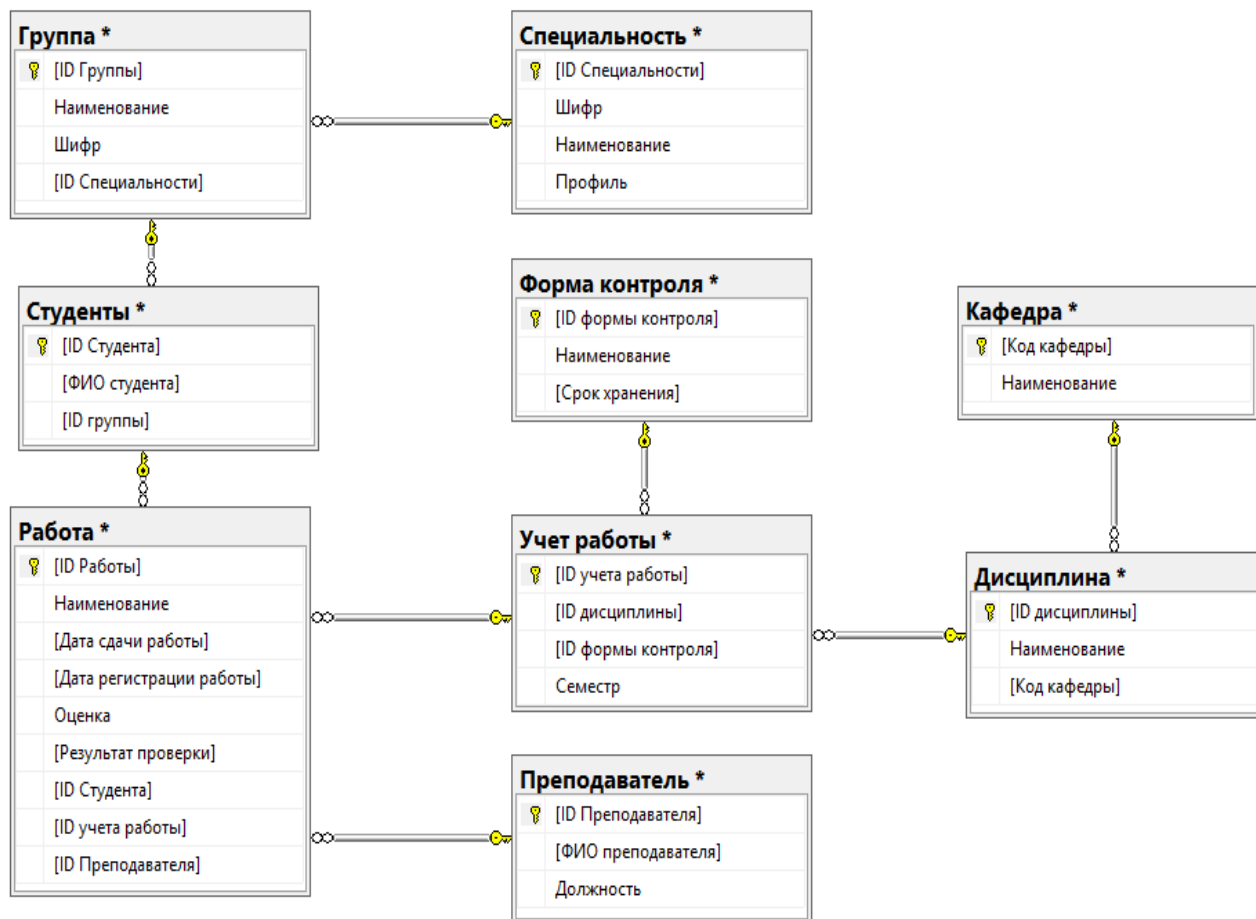 Группа *
[ID Группы]
Наименование
Шифр
[ID Специальности]
Специальность *
[ID Специальности]
Шифр
Наименование
Профиль
Студенты *
[ID Студента]
[ФИО студента]
[ID группы]
Форма контроля *
[ID формы контроля]
Наименование
[Срок хранения]
Кафедра *
[Код кафедры]
Наименование
Работа *
[ID Работы]
Наименование
[Дата сдачи работы]
[Дата регистрации работы]
Оценка
[Результат проверки]
[ID Студента]
[ID учета работы]
[ID Преподавателя]
Учет работы *
[ID учета работы]
[ID дисциплины]
[ID формы контроля]
Семестр
Дисциплина *
[ID дисциплины]
Наименование
[Код кафедры]
Преподаватель *
[ID Преподавателя]
[ФИО преподавателя]
Должность